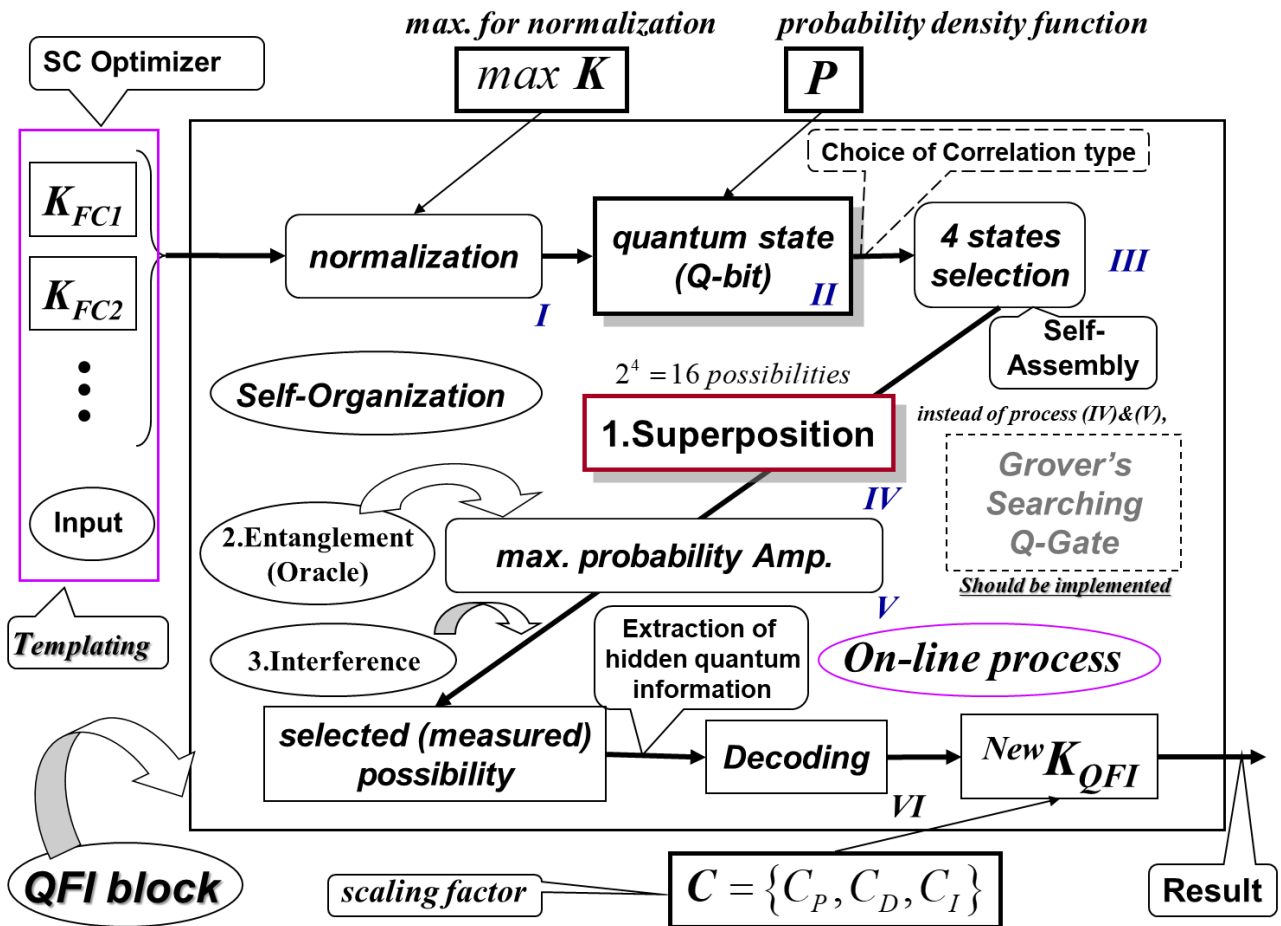 max. for normalization
probability density function
SC Optimizer
max K
P
Choice of Correlation type
K_FC1
normalization
quantum state
(Q-bit)
4 states
selection
I
II
III
K_FC2
Self-
Assembly
Self-Organization
2^4 = 16 possibilities
instead of process (IV)&(V),
1.Superposition
Grover's
Searching
Q-Gate
IV
Input
2.Entanglement
(Oracle)
max. probability Amp.
Should be implemented
V
Templating
3.Interference
Extraction of
hidden quantum
information
On-line process
selected (measured)
possibility
Decoding
New K_QFI
VI
QFI block
scaling factor
C = {C_P, C_D, C_I}
Result